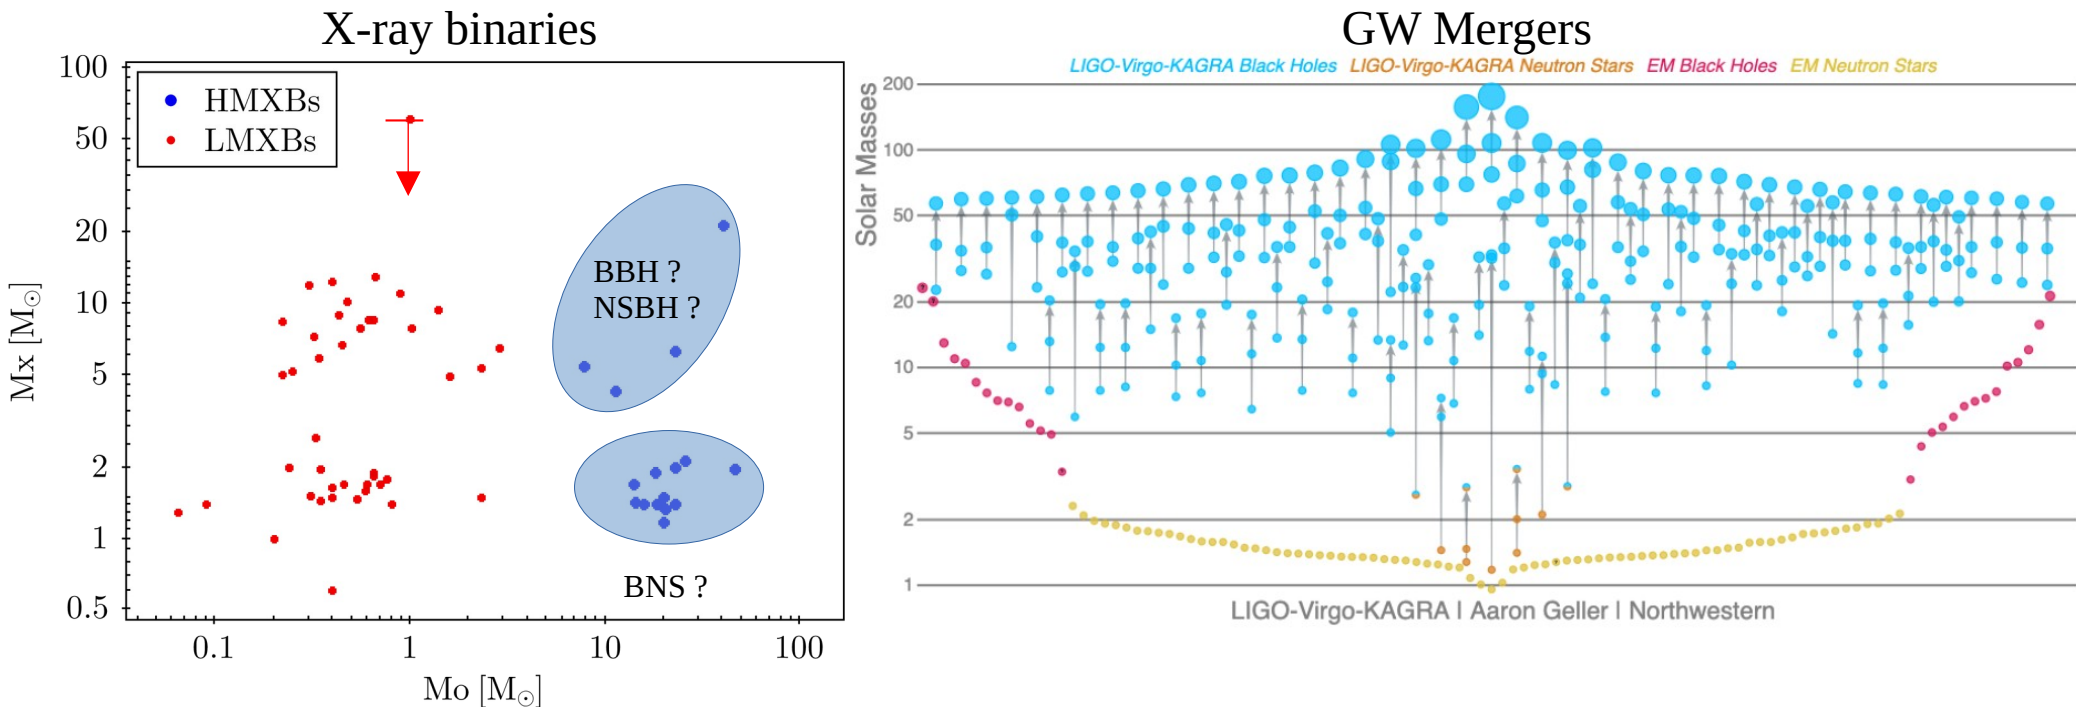 X-ray binaries
100
50
20
10
5
2
1
0.5
Mx [M☉]
HMXBs
LMXBs
BBH ?
NSBH ?
BNS ?
0.1
1
10
100
Mo [M☉]
GW Mergers
LIGO-Virgo-KAGRA Black Holes LIGO-Virgo-KAGRA Neutron Stars EM Black Holes EM Neutron Stars
Solar Masses
200
100
50
20
10
5
2
1
LIGO-Virgo-KAGRA | Aaron Geller | Northwestern